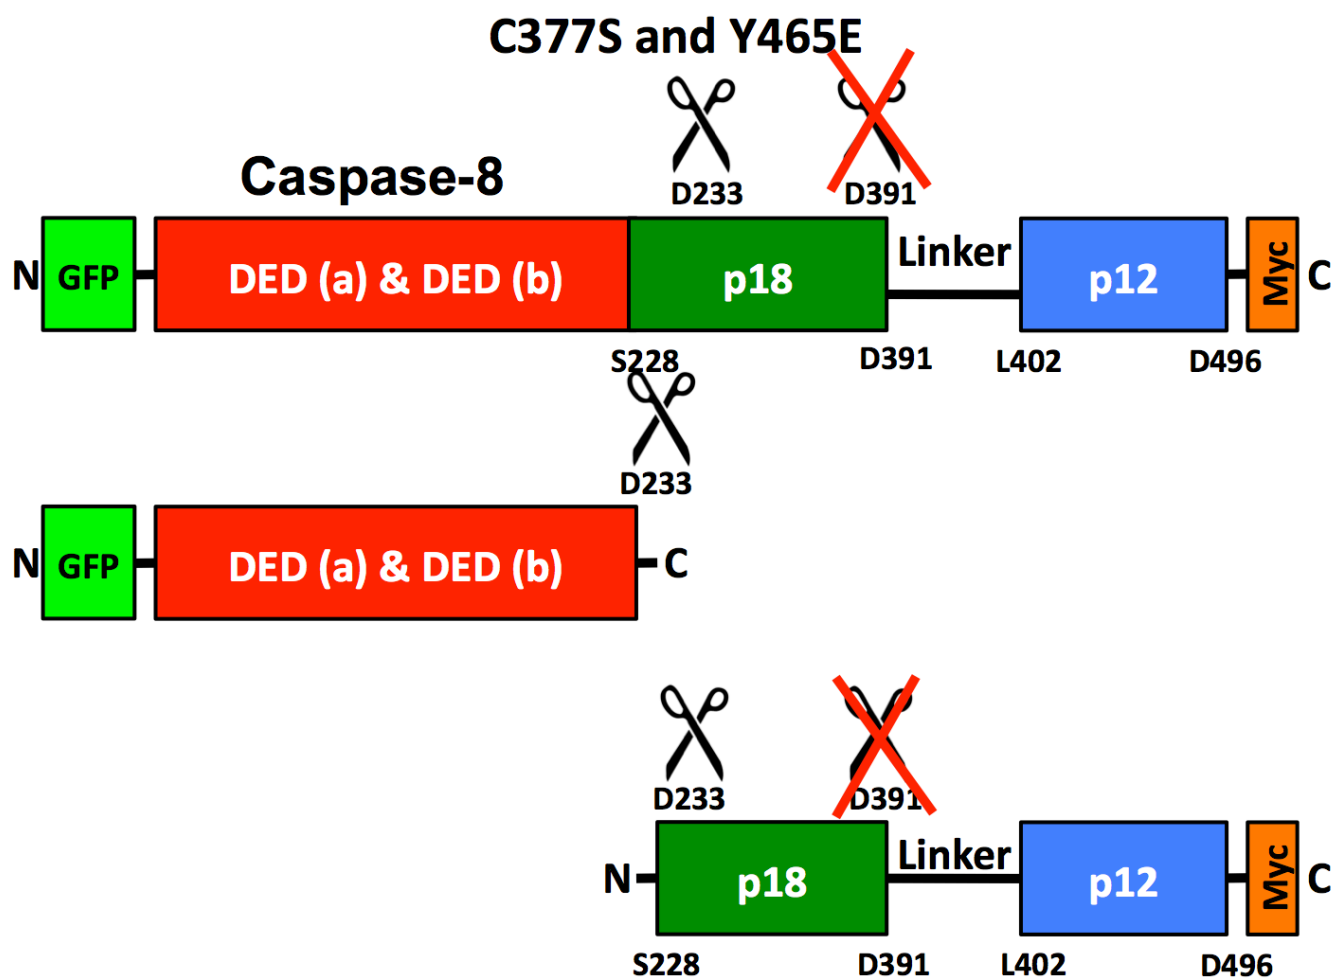 C377S and Y465E
Caspase-8
D233 D391
N GFP DED (a) & DED (b) p18 Linker p12 Myc C
S228 D391 L402 D496
D233
N GFP DED (a) & DED (b) C
D233 D391
N p18 Linker p12 Myc C
S228 D391 L402 D496